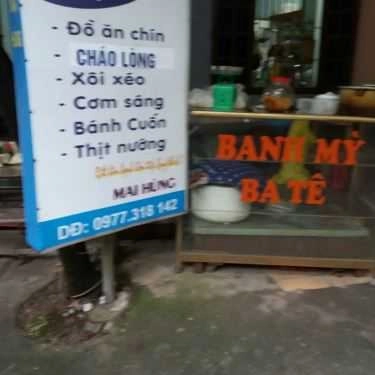 - Đồ ăn chín
- CHÁO LÒNG
- Xôi xéo
- Cơm sáng
- Bánh Cuốn
- Thịt nướng
MAI HÙNG
DĐ: 0977.318 142
BANH MỲ
BA TÊ